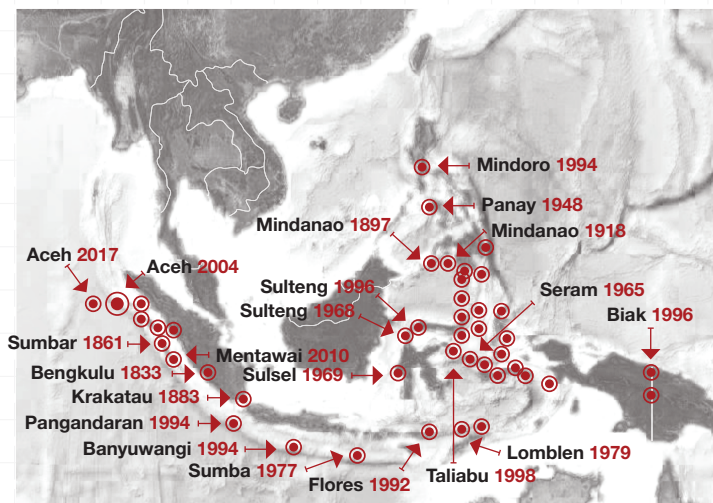 Mindoro 1994
Panay 1948
Mindanao 1897
Mindanao 1918
Aceh 2017
Aceh 2004
Sulteng 1996
Seram 1965
Sulteng 1968
Biak 1996
Sumbar 1861
Mentawai 2010
Bengkulu 1833
Sulsel 1969
Krakatau 1883
Pangandaran 1994
Banyuwangi 1994
Lomblen 1979
Sumba 1977
Taliabu 1998
Flores 1992